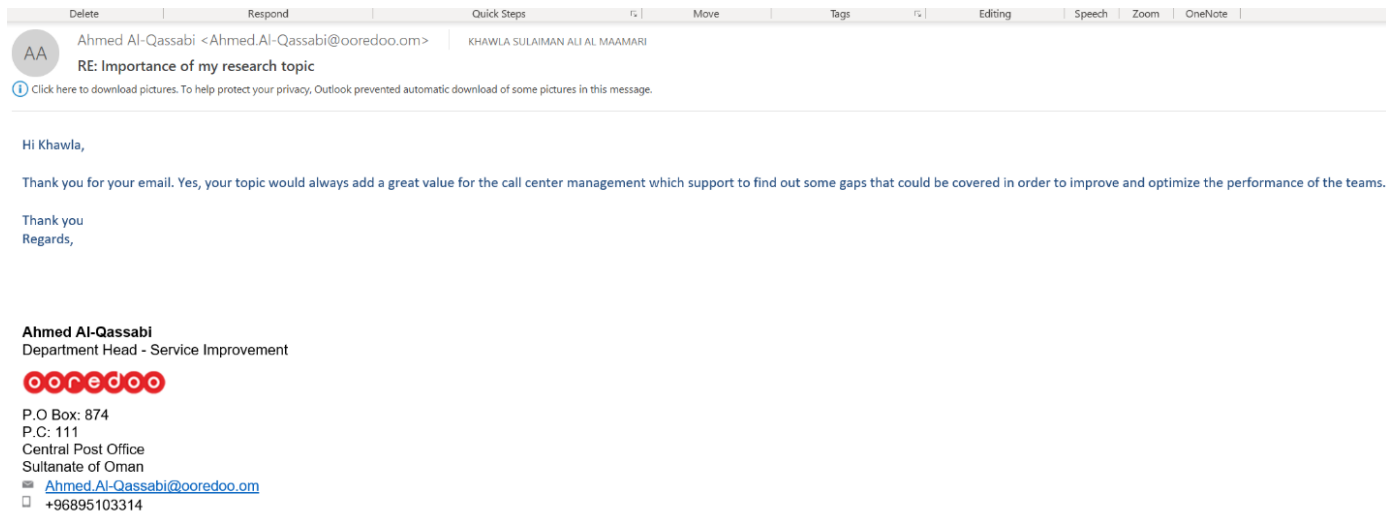 Delete Respond Quick Steps Move Tags Editing Speech Zoom OneNote
AA
Ahmed Al-Qassabi <Ahmed.Al-Qassabi@ooredoo.om> KHAWLA SULAIMAN ALI AL MAAMARI
RE: Importance of my research topic
Click here to download pictures. To help protect your privacy, Outlook prevented automatic download of some pictures in this message.
Hi Khawla,
Thank you for your email. Yes, your topic would always add a great value for the call center management which support to find out some gaps that could be covered in order to improve and optimize the performance of the teams.
Thank you
Regards,
Ahmed Al-Qassabi
Department Head - Service Improvement
ooredoo
P.O Box: 874
P.C: 111
Central Post Office
Sultanate of Oman
Ahmed.Al-Qassabi@ooredoo.om
+96895103314